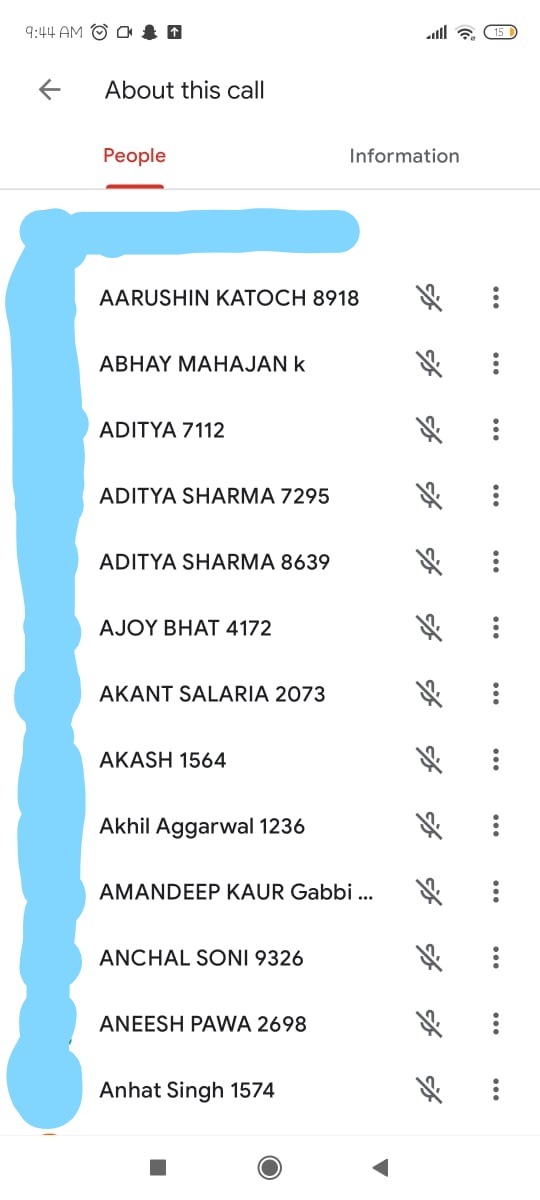 9:44 AM
15
About this call
People Information
AARUSHIN KATOCH 8918
ABHAY MAHAJAN k
ADITYA 7112
ADITYA SHARMA 7295
ADITYA SHARMA 8639
AJOY BHAT 4172
AKANT SALARIA 2073
AKASH 1564
Akhil Aggarwal 1236
AMANDEEP KAUR Gabbi ...
ANCHAL SONI 9326
ANEESH PAWA 2698
Anhat Singh 1574